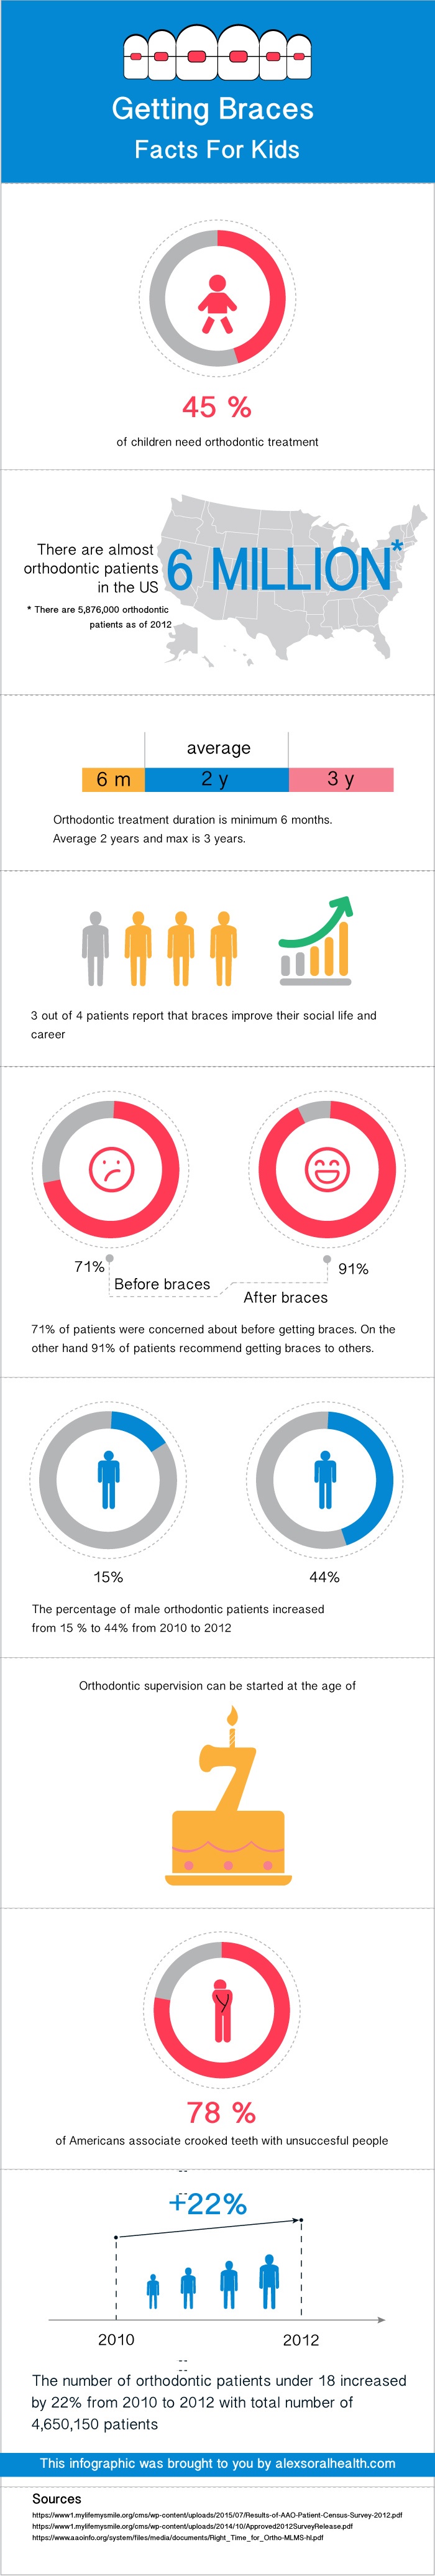 Getting Braces
Facts For Kids
45 %
of children need orthodontic treatment
There are almost
orthodontic patients
in the US
6 MILLION*
* There are 5,876,000 orthodontic
patients as of 2012
average
6 m 2 y 3 y
Orthodontic treatment duration is minimum 6 months.
Average 2 years and max is 3 years.
3 out of 4 patients report that braces improve their social life and
career
71% 91%
Before braces
After braces
71% of patients were concerned about before getting braces. On the
other hand 91% of patients recommend getting braces to others.
15% 44%
The percentage of male orthodontic patients increased
from 15 % to 44% from 2010 to 2012
Orthodontic supervision can be started at the age of
7
78 %
of Americans associate crooked teeth with unsuccesful people
+22%
2010 2012
The number of orthodontic patients under 18 increased
by 22% from 2010 to 2012 with total number of
4,650,150 patients
This infographic was brought to you by alexsoralhealth.com
Sources
https://www1.mylifemysmile.org/cms/wp-content/uploads/2015/07/Results-of-AAO-Patient-Census-Survey-2012.pdf
https://www1.mylifemysmile.org/cms/wp-content/uploads/2014/10/Approved2012SurveyRelease.pdf
https://www.aaoinfo.org/system/files/media/documents/Right_Time_for_Ortho-MLMS-hl.pdf